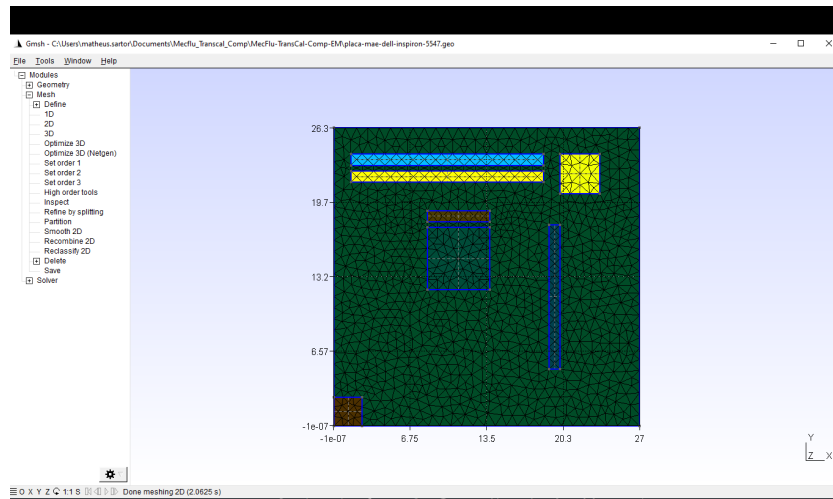 Gmsh - C:\Users\matheus.sartor\Documents\Mecflu_Transcal_Comp\MecFlu-TransCal-Comp-EM\placa-mae-dell-inspiron-5547.geo
File Tools Window Help
Modules
Geometry
Mesh
Define
1D
2D
3D
Optimize 3D
Optimize 3D (Netgen)
Set order 1
Set order 2
Set order 3
High order tools
Inspect
Refine by splitting
Partition
Smooth 2D
Recombine 2D
Reclassify 2D
Delete
Save
Solver
26.3
19.7
13.2
6.57
-1e-07
-1e-07 6.75 13.5 20.3 27
Y
Z X
O X Y Z 1:1 S Done meshing 2D (2.0625 s)